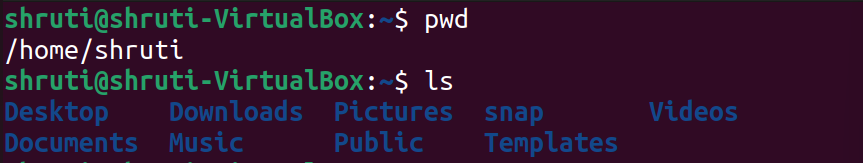 shruti@shruti-VirtualBox:~$ pwd
/home/shruti
shruti@shruti-VirtualBox:~$ ls
Desktop    Downloads  Pictures  snap       Videos
Documents  Music      Public    Templates